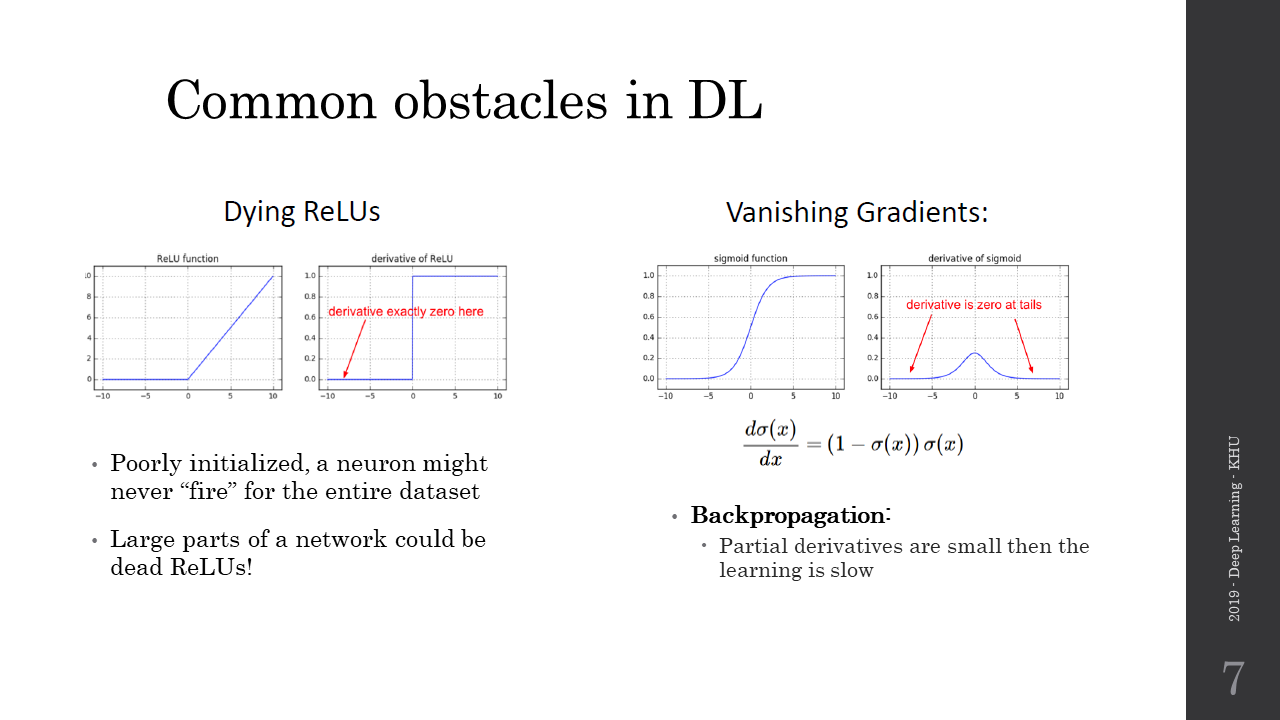 Common obstacles in DL
Dying ReLUs
ReLU function
10
8
6
4
2
0
−10 −5 0 5 10
derivative of ReLU
1.0
0.8
0.6
0.4
0.2
0.0
derivative exactly zero here
−10 −5 0 5 10
• Poorly initialized, a neuron might
never “fire” for the entire dataset
• Large parts of a network could be
dead ReLUs!
Vanishing Gradients:
sigmoid function
1.0
0.8
0.6
0.4
0.2
0.0
−10 −5 0 5 10
derivative of sigmoid
1.0
0.8
0.6
0.4
0.2
0.0
derivative is zero at tails
−10 −5 0 5 10
dσ(x)/dx = (1 − σ(x)) σ(x)
• Backpropagation:
• Partial derivatives are small then the
learning is slow
2019 - Deep Learning - KHU
7